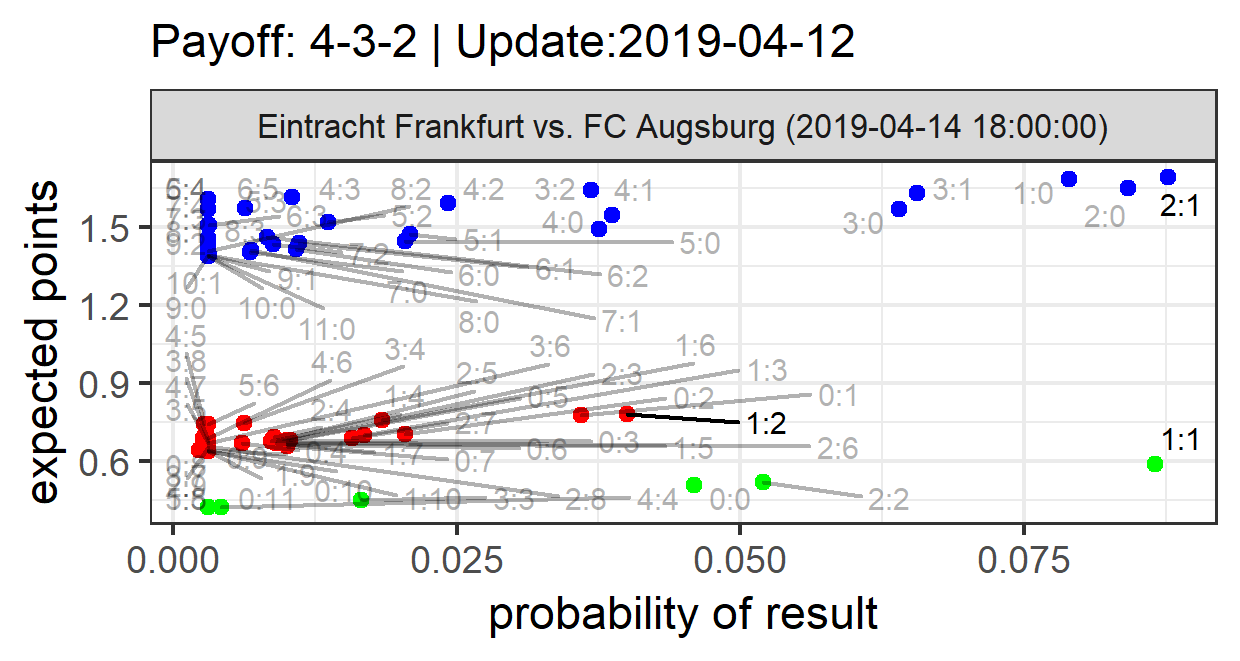 Payoff: 4-3-2 | Update:2019-04-12
Eintracht Frankfurt vs. FC Augsburg (2019-04-14 18:00:00)
expected points
1.5
1.2
0.9
0.6
6:4 6:5 4:3 8:2 4:2 3:2 4:1 3:1 1:0 2:1
5:3 6:3 5:2 4:0 3:0 2:0
8:3 7:2 5:1 5:0
10:1 9:1 6:0 6:1 6:2
9:0 10:0 7:0
11:0 8:0 7:1
4:5 3:4 3:6 1:6
3:8 4:6 2:5 2:3 1:3
4:7 5:6 1:4 0:5 0:2 0:1
2:4 2:7 1:2
0:9 0:4 1:7 0:7 0:6 0:3 1:5 2:6 1:1
1:9
0:11 0:10 1:10 3:3 2:8 4:4 0:0 2:2
0.000 0.025 0.050 0.075
probability of result